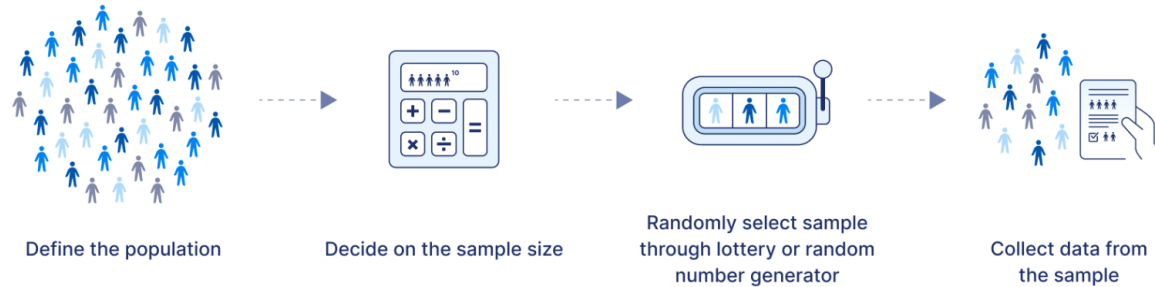 10
+
−
=
×
÷
Define the population
Decide on the sample size
Randomly select sample
through lottery or random
number generator
Collect data from
the sample